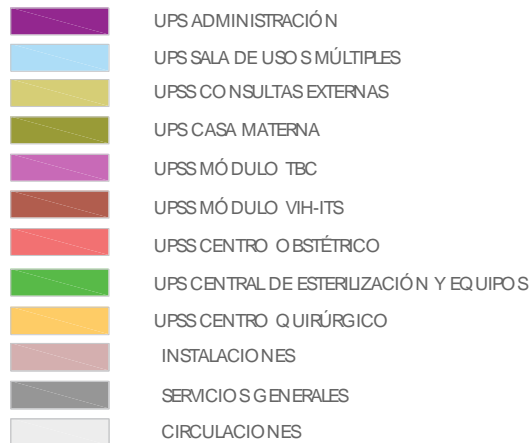 UPS ADMINISTRACIÓN
UPS SALA DE USOS MÚLTIPLES
UPSS CONSULTAS EXTERNAS
UPS CASA MATERNA
UPSS MÓDULO TBC
UPSS MÓDULO VIH-ITS
UPSS CENTRO OBSTÉTRICO
UPS CENTRAL DE ESTERILIZACIÓN Y EQUIPOS
UPSS CENTRO QUIRÚRGICO
INSTALACIONES
SERVICIOS GENERALES
CIRCULACIONES